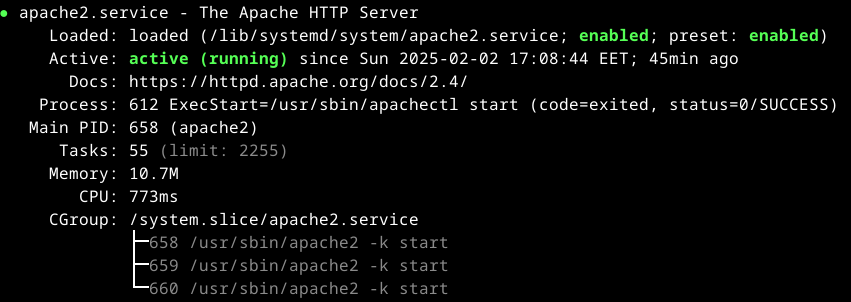 ● apache2.service - The Apache HTTP Server
     Loaded: loaded (/lib/systemd/system/apache2.service; enabled; preset: enabled)
     Active: active (running) since Sun 2025-02-02 17:08:44 EET; 45min ago
       Docs: https://httpd.apache.org/docs/2.4/
    Process: 612 ExecStart=/usr/sbin/apachectl start (code=exited, status=0/SUCCESS)
   Main PID: 658 (apache2)
      Tasks: 55 (limit: 2255)
     Memory: 10.7M
        CPU: 773ms
     CGroup: /system.slice/apache2.service
             ├─658 /usr/sbin/apache2 -k start
             ├─659 /usr/sbin/apache2 -k start
             └─660 /usr/sbin/apache2 -k start